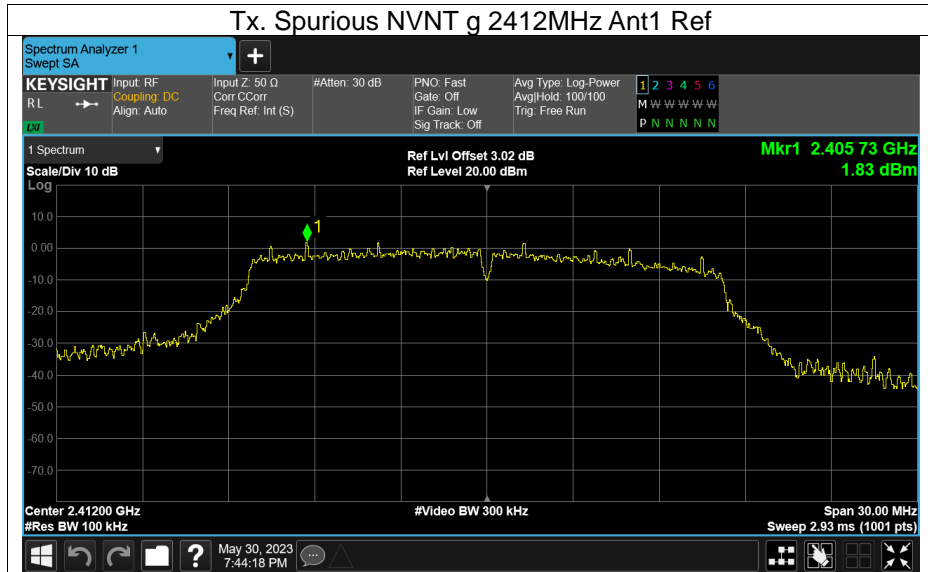 Tx. Spurious NVNT g 2412MHz Ant1 Ref
Spectrum Analyzer 1
Swept SA
+
KEYSIGHT Input: RF Input Z: 50 Ω #Atten: 30 dB PNO: Fast Avg Type: Log-Power 1 2 3 4 5 6
R L Coupling: DC Corr CCorr Gate: Off Avg|Hold: 100/100 M W W W W W
Align: Auto Freq Ref: Int (S) IF Gain: Low Trig: Free Run
LXI Sig Track: Off P N N N N N
1 Spectrum Ref Lvl Offset 3.02 dB Mkr1 2.405 73 GHz
Scale/Div 10 dB Ref Level 20.00 dBm 1.83 dBm
Log
10.0
1
0.00
-10.0
-20.0
-30.0
-40.0
-50.0
-60.0
-70.0
Center 2.41200 GHz #Video BW 300 kHz Span 30.00 MHz
#Res BW 100 kHz Sweep 2.93 ms (1001 pts)
? May 30, 2023
7:44:18 PM